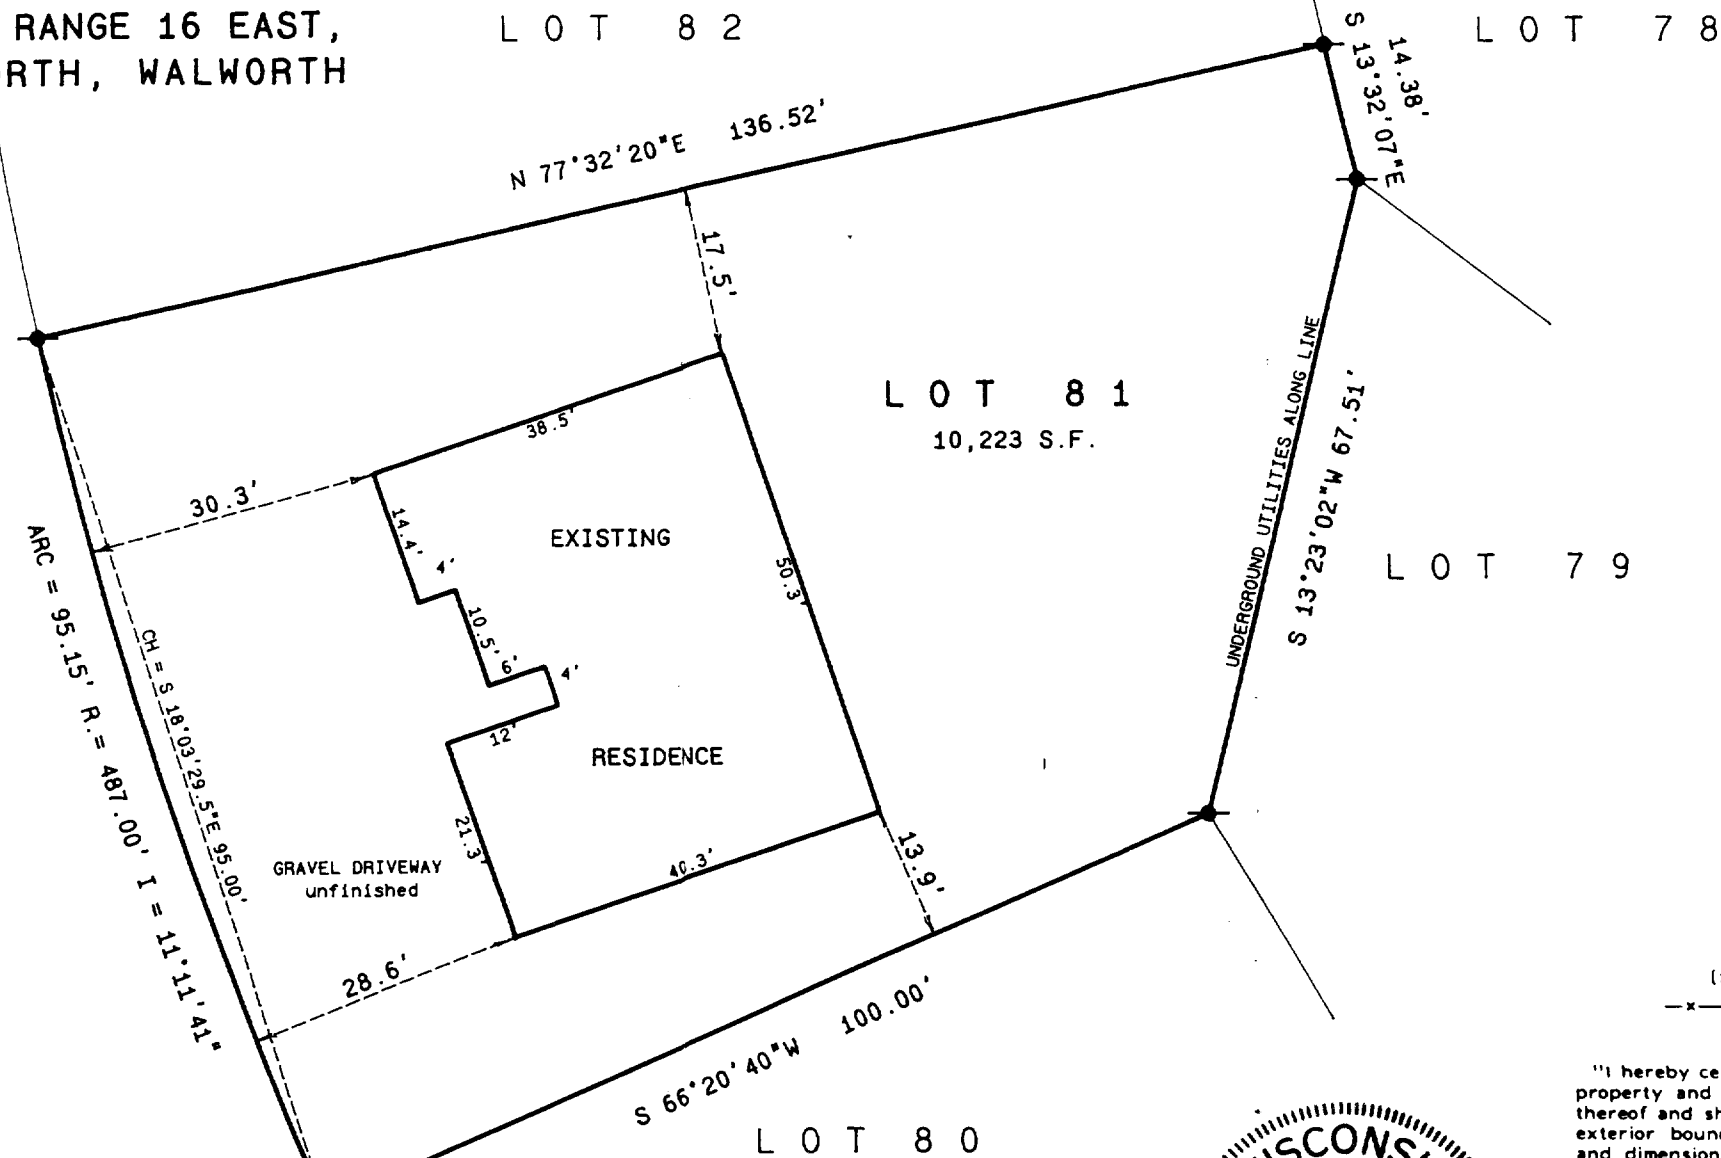 RANGE 16 EAST,
RTH, WALWORTH
LOT 82
LOT 78
S 13°32'07"E
14.38'
N 77°32'20"E 136.52'
17.5'
LOT 81
10,223 S.F.
38.5'
30.3'
14.4'
EXISTING
4'
10.5'
50.3'
6'
4'
12'
RESIDENCE
UNDERGROUND UTILITIES ALONG LINE
S 13°23'02"W 67.51'
LOT 79
ARC = 95.15' R.= 487.00' I = 11°11'41"
CH = S 18°03'29.5"E 95.00'
21.3'
GRAVEL DRIVEWAY
unfinished
40.3'
13.9'
28.6'
S 66°20'40"W 100.00'
LOT 80
-x-
"I hereby ce
property and
thereof and sh
exterior boun
and dimension
ISCONS